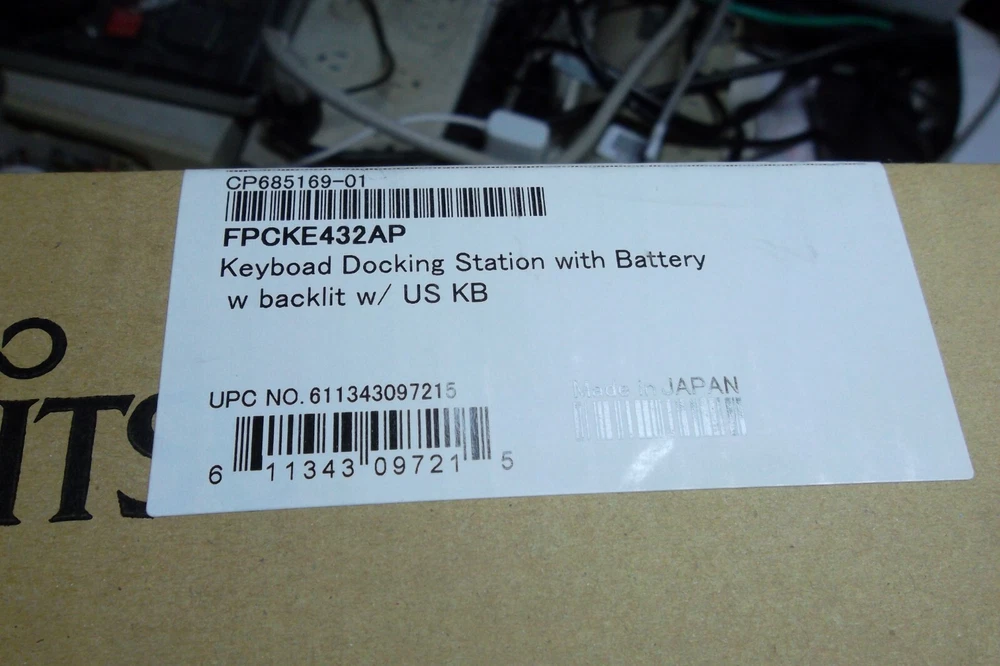 CP685169-01
FPCKE432AP
Keyboad Docking Station with Battery
w backlit w/ US KB
UPC NO. 611343097215
Made in JAPAN
6 11343 09721 5